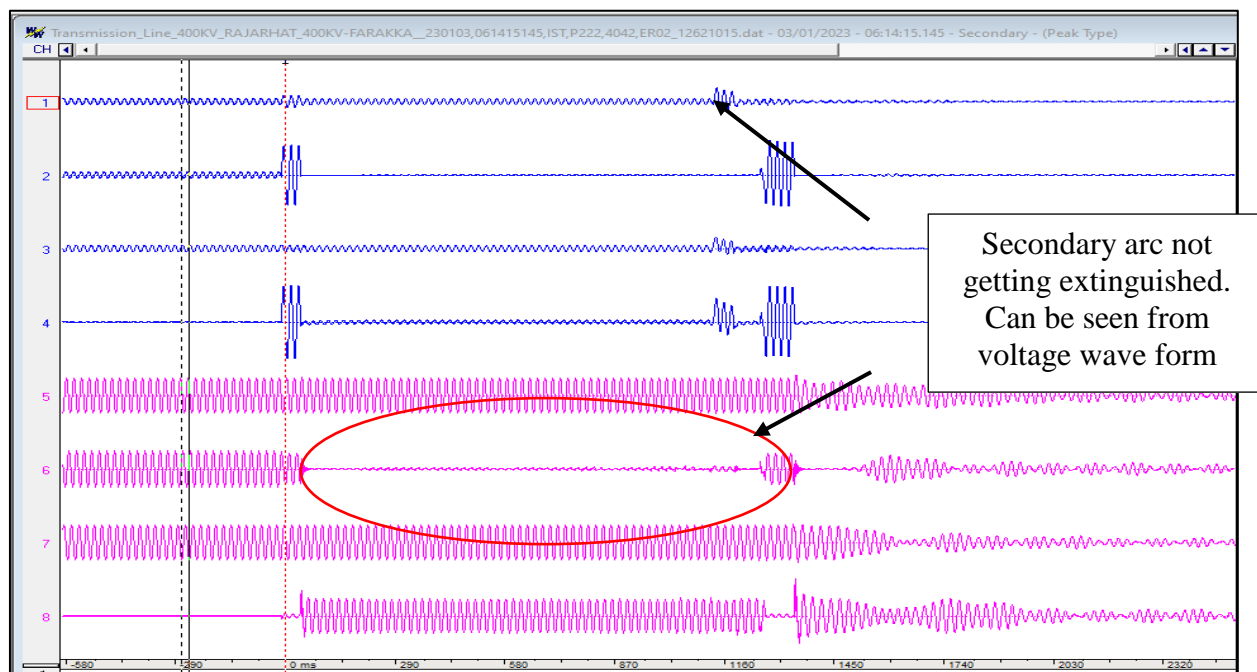 Transmission_Line_400KV_RAJARHAT_400KV-FARAKKA__230103,061415145,IST,P222,4042,ER02_12621015.dat - 03/01/2023 - 06:14:15.145 - Secondary - (Peak Type)
CH
1
2
3
4
5
6
7
8
Secondary arc not
getting extinguished.
Can be seen from
voltage wave form
-580 -290 0 ms 290 580 870 1160 1450 1740 2030 2320